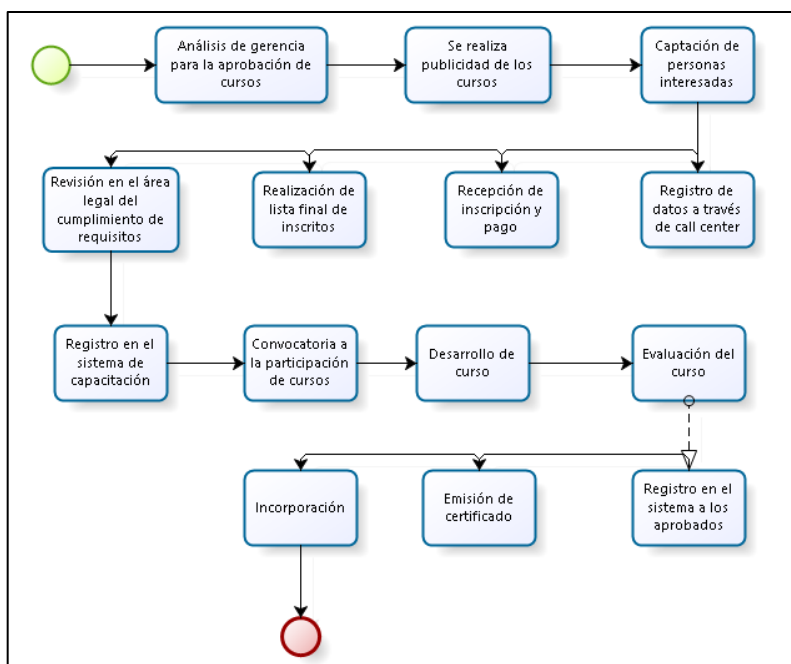 Análisis de gerencia
para la aprobación de
cursos
Se realiza
publicidad de los
cursos
Captación de
personas
interesadas
Revisión en el área
legal del
cumplimiento de
requisitos
Realización de
lista final de
inscritos
Recepción de
inscripción y
pago
Registro de
datos a través
de call center
Registro en el
sistema de
capacitación
Convocatoria a
la participación
de cursos
Desarrollo de
curso
Evaluación del
curso
Incorporación
Emisión de
certificado
Registro en el
sistema a los
aprobados